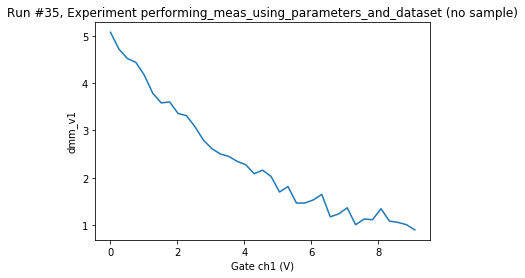 Run #35, Experiment performing_meas_using_parameters_and_dataset (no sample)
5
4
3
2
1
dmm_v1
0 2 4 6 8
Gate ch1 (V)